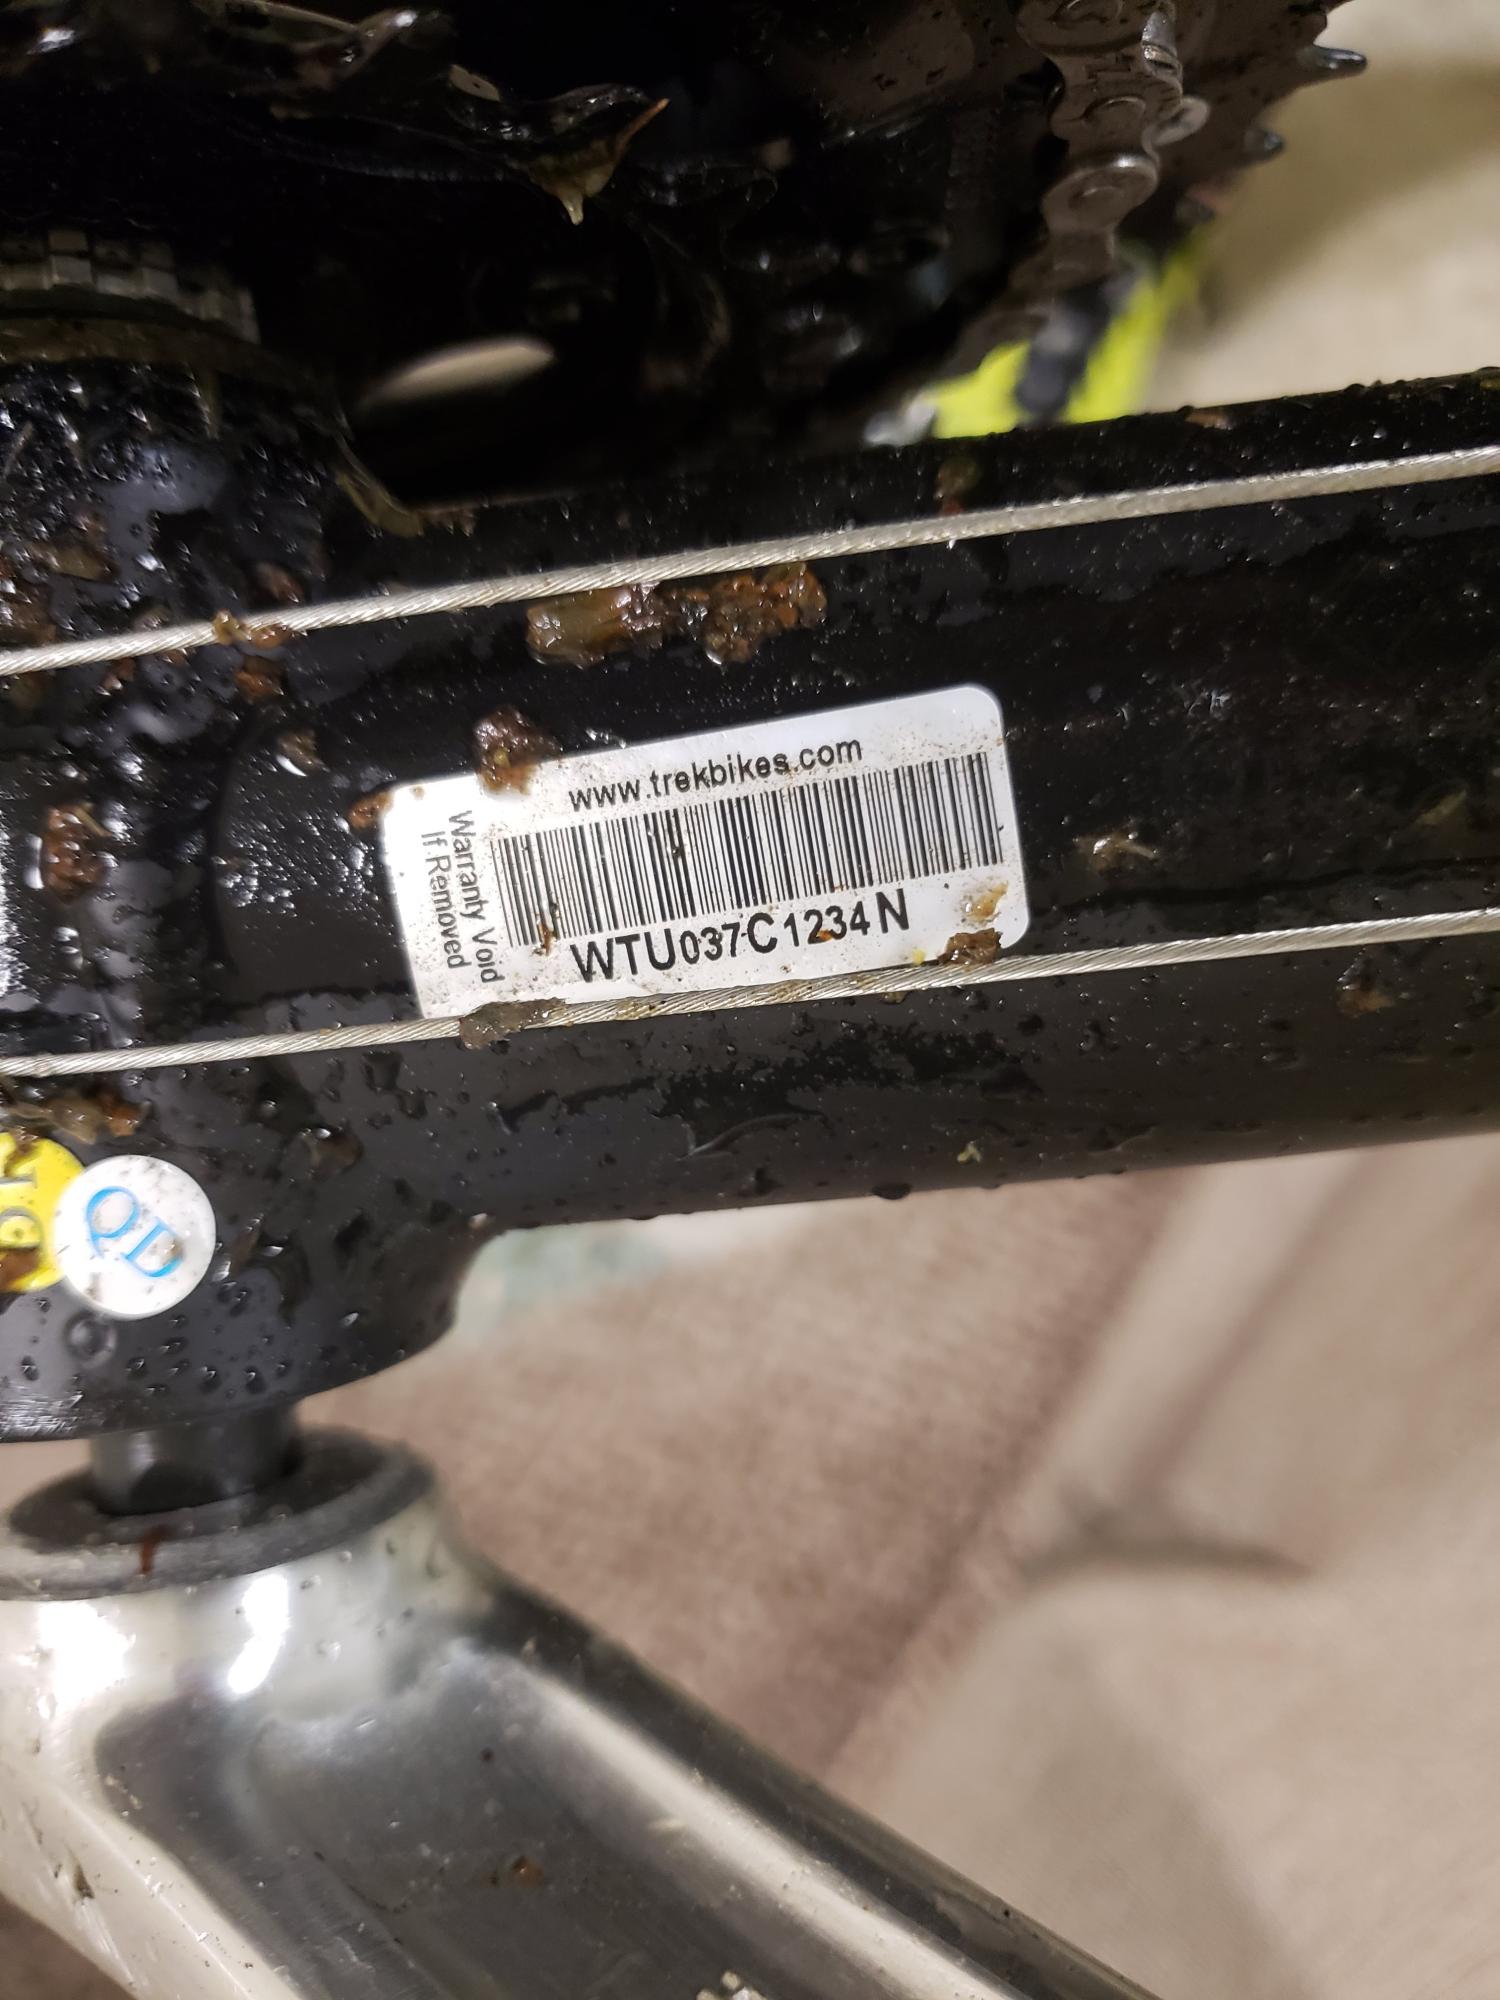 www.trekbikes.com
Warranty Void
If Removed
WTU037C1234N
QD